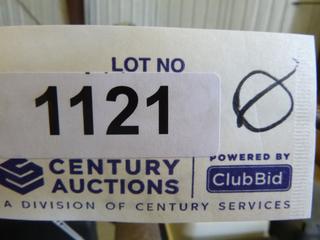 LOT NO
1121
CENTURY
AUCTIONS
POWERED BY
ClubBid
A DIVISION OF CENTURY SERVICES